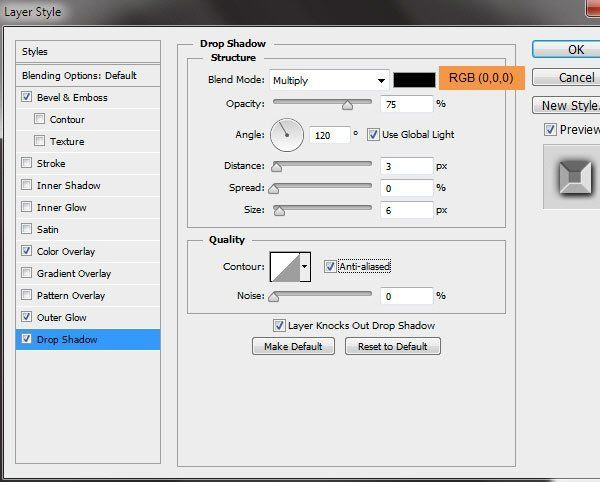 Layer Style
Styles
Blending Options: Default
Bevel & Emboss
Contour
Texture
Stroke
Inner Shadow
Inner Glow
Satin
Color Overlay
Gradient Overlay
Pattern Overlay
Outer Glow
Drop Shadow
Drop Shadow
Structure
Blend Mode: Multiply RGB (0,0,0)
Opacity: 75 %
Angle: 120 ° Use Global Light
Distance: 3 px
Spread: 0 %
Size: 6 px
Quality
Contour: Anti-aliased
Noise: 0 %
Layer Knocks Out Drop Shadow
Make Default Reset to Default
OK
Cancel
New Style..
Preview